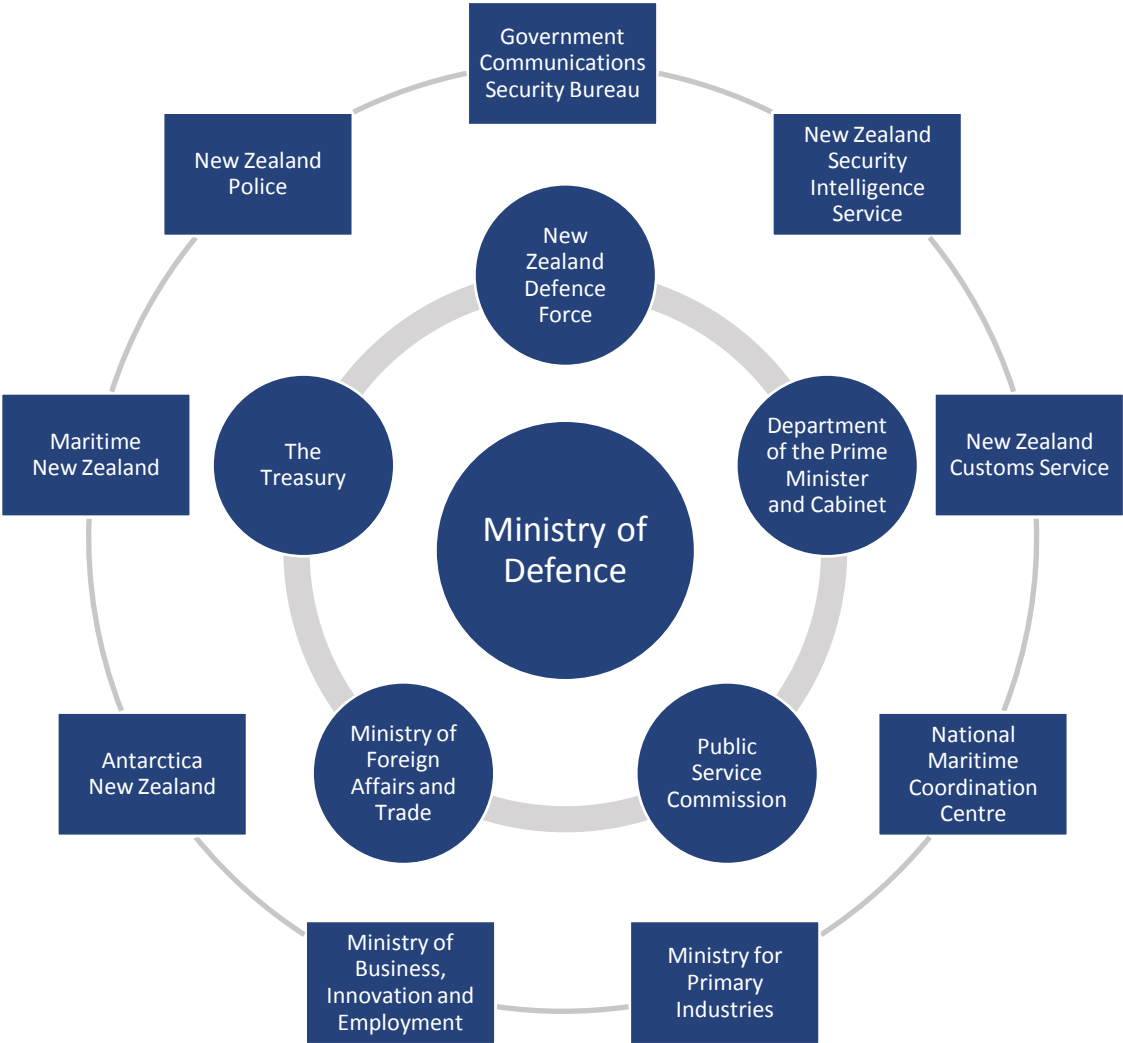 Government
Communications
Security Bureau
New Zealand
Police
New Zealand
Security
Intelligence
Service
New
Zealand
Defence
Force
Maritime
New Zealand
The
Treasury
Department
of the Prime
Minister
and Cabinet
New Zealand
Customs Service
Ministry of
Defence
Antarctica
New Zealand
Ministry of
Foreign
Affairs and
Trade
Public
Service
Commission
National
Maritime
Coordination
Centre
Ministry of
Business,
Innovation and
Employment
Ministry for
Primary
Industries